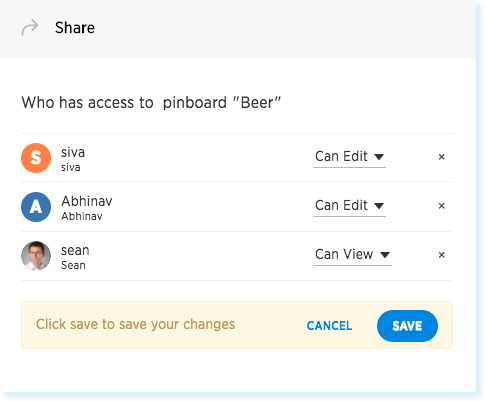 Share
Who has access to pinboard "Beer"
S siva Can Edit ×
siva
A Abhinav Can Edit ×
Abhinav
sean Can View ×
Sean
Click save to save your changes CANCEL SAVE